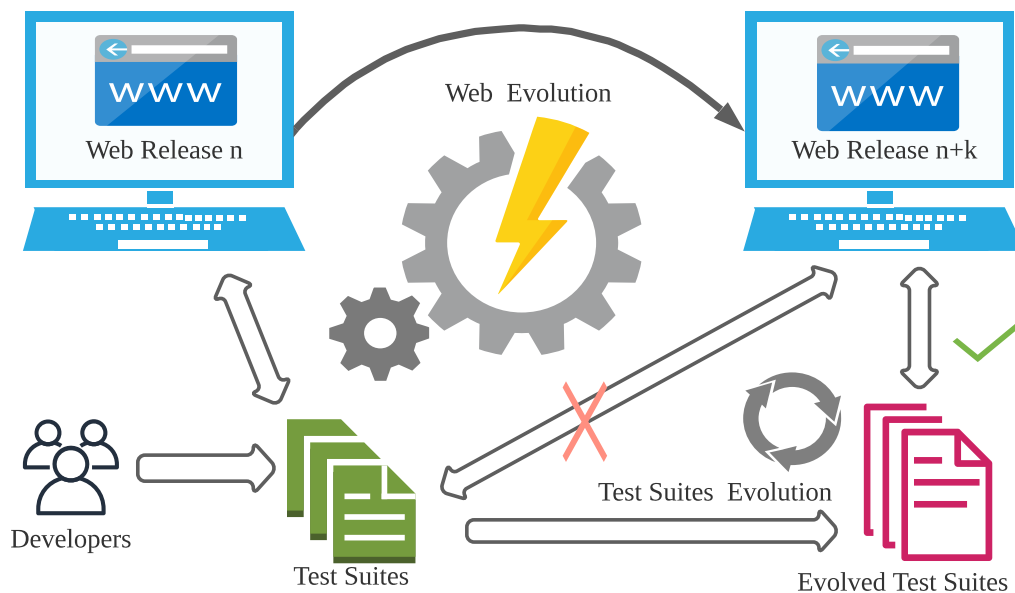 www
Web Release n
Web Evolution
www
Web Release n+k
Developers
Test Suites
Test Suites Evolution
Evolved Test Suites